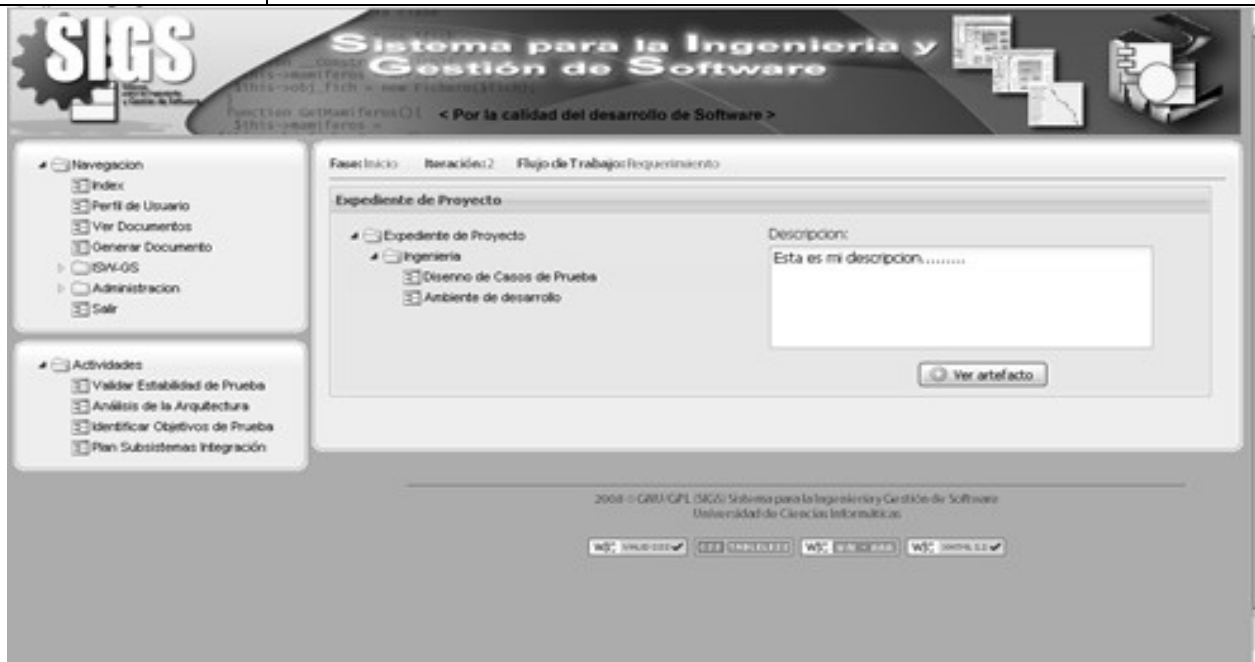 SIGS
Sistema para la Ingenieria y
Gestión de Software
< Por la calidad del desarrollo de Software >
Navegacion
Index
Perfil de Usuario
Ver Documentos
Generar Documento
ISW-GS
Administracion
Salir
Actividades
Validar Estabilidad de Prueba
Análisis de la Arquitectura
Identificar Objetivos de Prueba
Plan Subsistemas Integración
Fase: Inicio Iteración: 2 Flujo de Trabajo: Requerimiento
Expediente de Proyecto
Expediente de Proyecto
Ingenieria
Disenno de Casos de Prueba
Ambiente de desarrollo
Descripcion:
Esta es mi descripcion.........
Ver artefacto
2008 © GNU/GPL (SIGS) Sistema para la Ingenieria y Gestión de Software
Universidad de Ciencias Informáticas
W3C
W3C
W3C